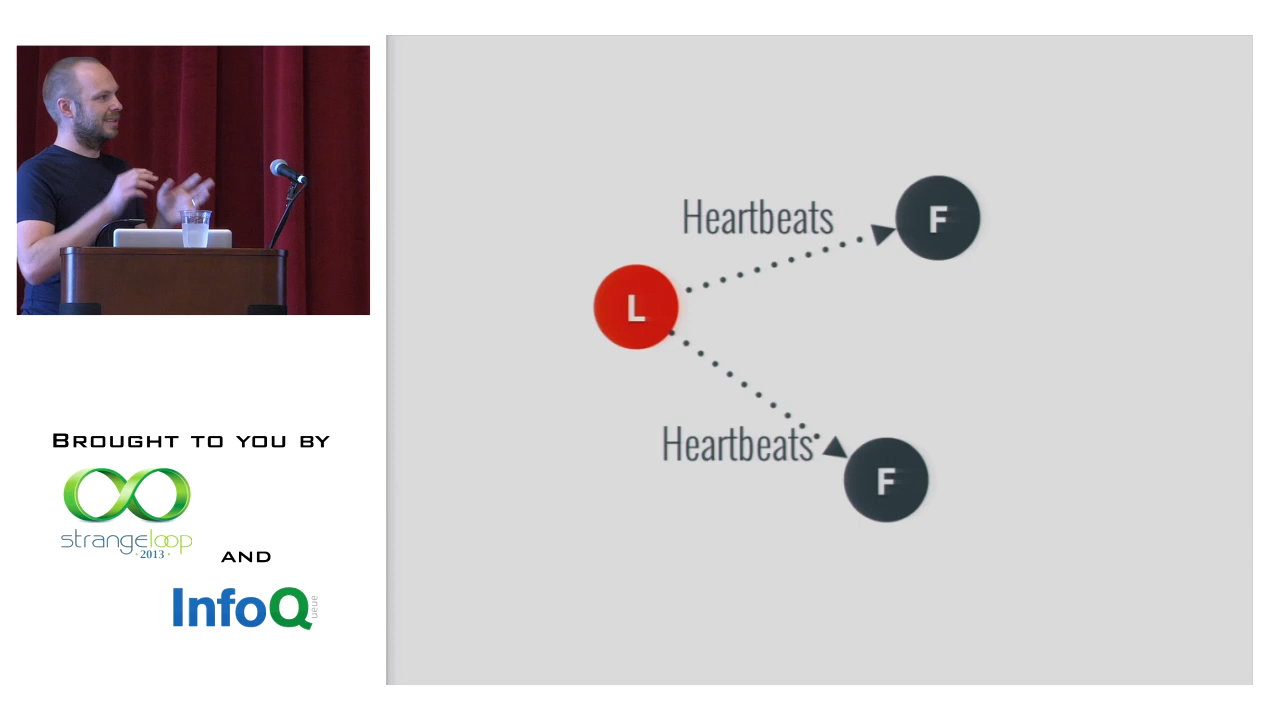 Heartbeats
F
L
Heartbeats
F
BROUGHT TO YOU BY
strangeloop
· 2013 ·
AND
InfoQ